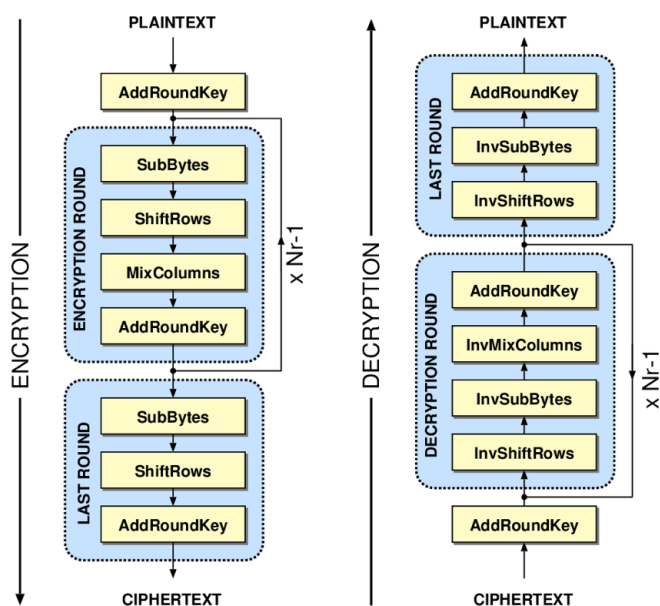 PLAINTEXT
AddRoundKey
ENCRYPTION ROUND
SubBytes
ShiftRows
MixColumns
AddRoundKey
x Nr-1
LAST ROUND
SubBytes
ShiftRows
AddRoundKey
CIPHERTEXT
ENCRYPTION
PLAINTEXT
LAST ROUND
AddRoundKey
InvSubBytes
InvShiftRows
DECRYPTION ROUND
AddRoundKey
InvMixColumns
InvSubBytes
InvShiftRows
x Nr-1
AddRoundKey
CIPHERTEXT
DECRYPTION